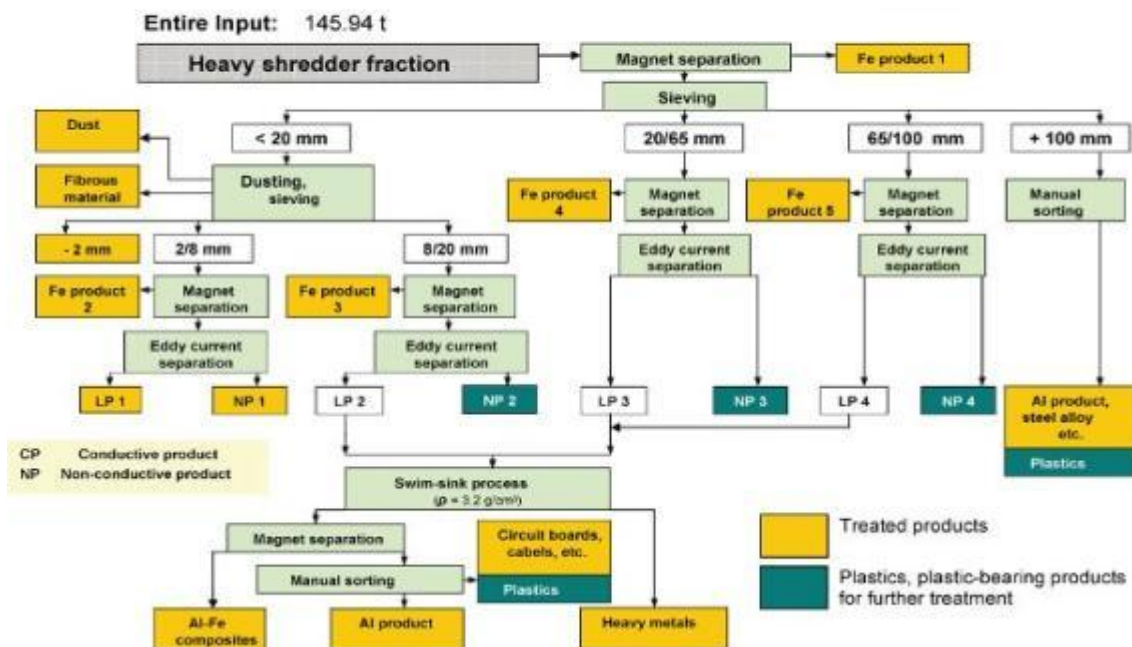 Entire Input: 145.94 t
Heavy shredder fraction
Magnet separation
Fe product 1
Sieving
Dust
< 20 mm
20/65 mm
65/100 mm
+ 100 mm
Fibrous
material
Dusting,
sieving
Fe product
4
Magnet
separation
Fe
product 5
Magnet
separation
Manual
sorting
- 2 mm
2/8 mm
8/20 mm
Eddy current
separation
Eddy current
separation
Fe product
2
Magnet
separation
Fe product
3
Magnet
separation
Eddy current
separation
Eddy current
separation
LP 1
NP 1
LP 2
NP 2
LP 3
NP 3
LP 4
NP 4
Al product,
steel alloy
etc.
Plastics
CP Conductive product
NP Non-conductive product
Swim-sink process
(ρ = 3.2 g/cm³)
Magnet separation
Circuit boards,
cabels, etc.
Plastics
Manual sorting
Al-Fe
composites
Al product
Heavy metals
Treated products
Plastics, plastic-bearing products
for further treatment